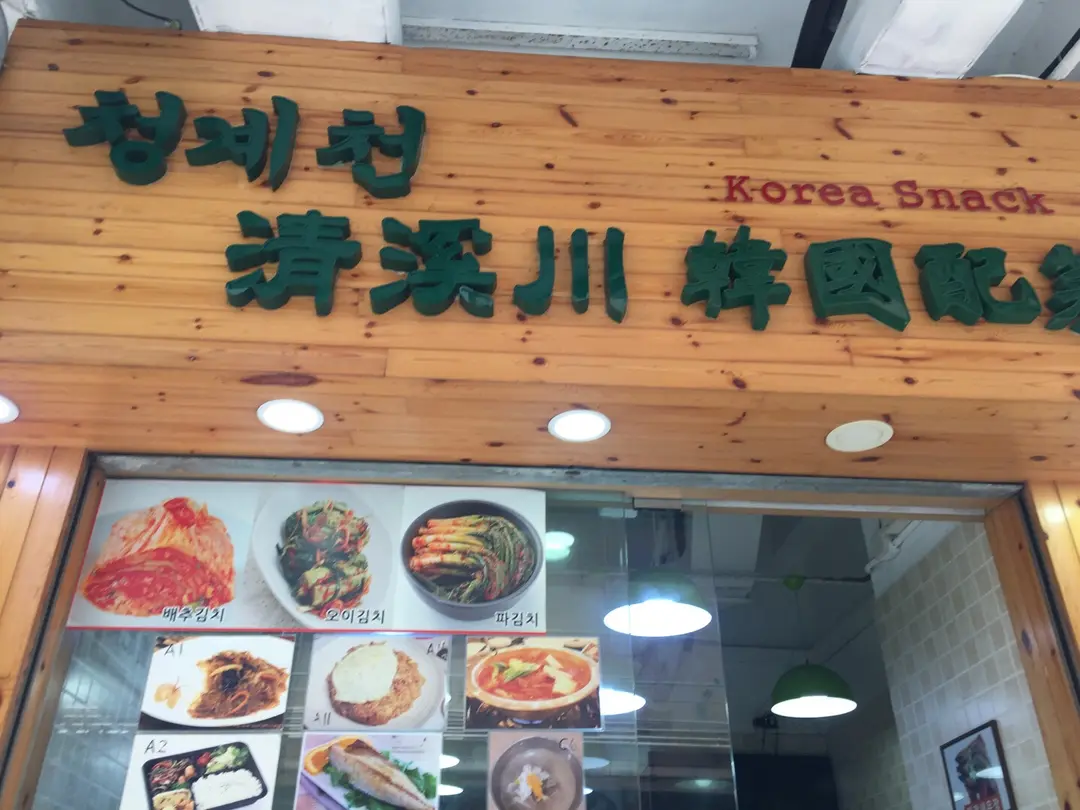 청계천
Korea Snack
清溪川 韓國配
배추김치 오이김치 파김치
A1
A2